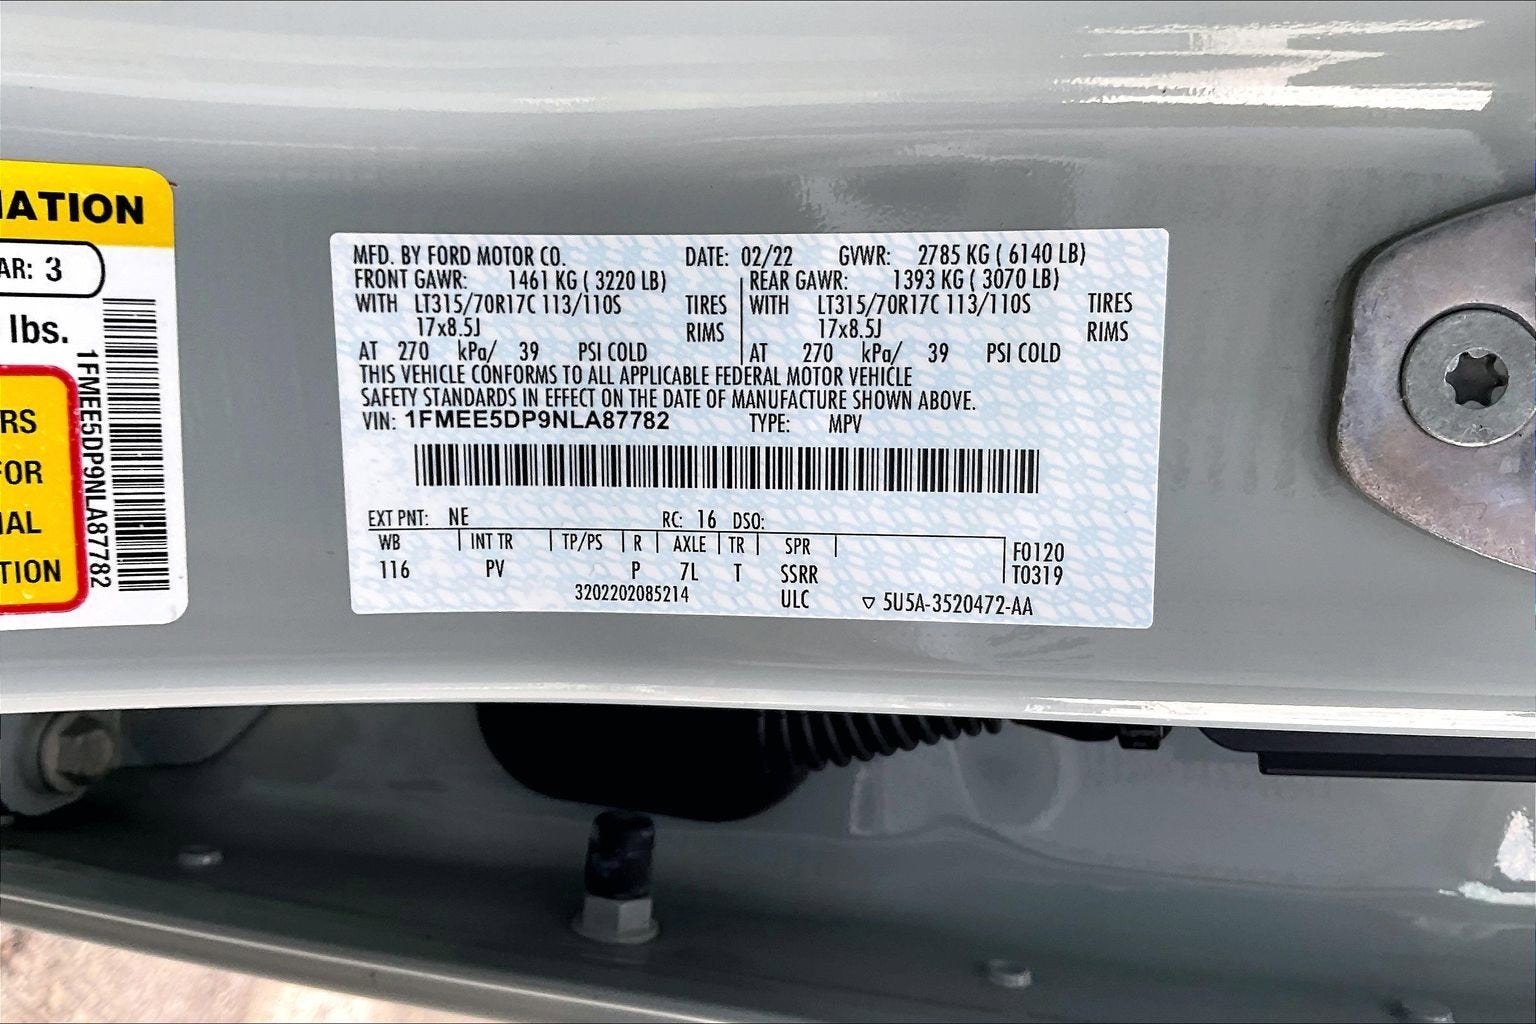 IATION
AR: 3
lbs.
RS
FOR
IAL
TION
1FMEE5DP9NLA87782
MFD. BY FORD MOTOR CO. DATE: 02/22 GVWR: 2785 KG ( 6140 LB)
FRONT GAWR: 1461 KG ( 3220 LB) REAR GAWR: 1393 KG ( 3070 LB)
WITH LT315/70R17C 113/110S TIRES WITH LT315/70R17C 113/110S TIRES
17x8.5J RIMS 17x8.5J RIMS
AT 270 kPa/ 39 PSI COLD AT 270 kPa/ 39 PSI COLD
THIS VEHICLE CONFORMS TO ALL APPLICABLE FEDERAL MOTOR VEHICLE
SAFETY STANDARDS IN EFFECT ON THE DATE OF MANUFACTURE SHOWN ABOVE.
VIN: 1FMEE5DP9NLA87782 TYPE: MPV
EXT PNT: NE RC: 16 DSO:
WB INT TR TP/PS R AXLE TR SPR F0120
116 PV P 7L T SSRR T0319
3202202085214 ULC ▽ 5U5A-3520472-AA